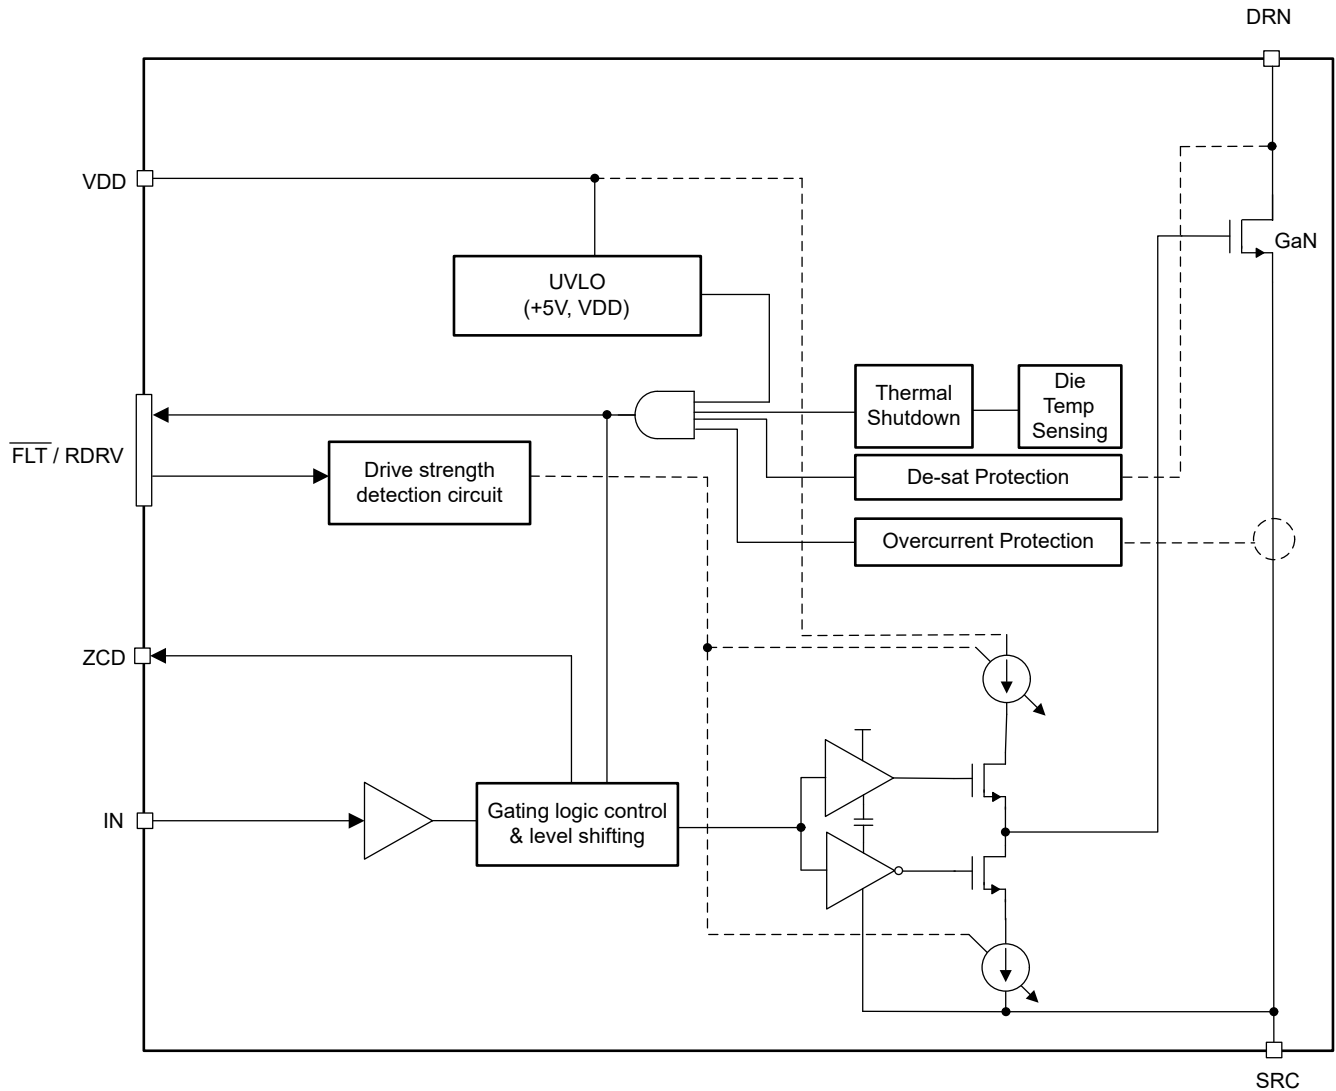 DRN
VDD
GaN
UVLO
(+5V, VDD)
Thermal
Shutdown
Die
Temp
Sensing
FLT / RDRV
Drive strength
detection circuit
De-sat Protection
Overcurrent Protection
ZCD
IN
Gating logic control
& level shifting
SRC